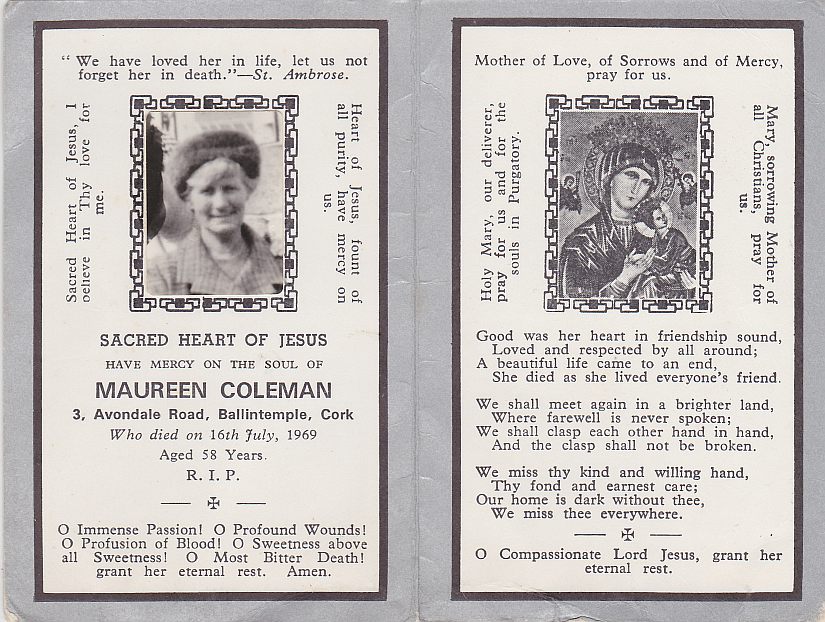 " We have loved her in life, let us not
forget her in death."—St. Ambrose.
Sacred Heart of Jesus, I
believe in Thy love for
me.
Heart of Jesus, fount of
all purity, have mercy on
us.
SACRED HEART OF JESUS
HAVE MERCY ON THE SOUL OF
MAUREEN COLEMAN
3, Avondale Road, Ballintemple, Cork
Who died on 16th July, 1969
Aged 58 Years.
R. I. P.
O Immense Passion! O Profound Wounds!
O Profusion of Blood! O Sweetness above
all Sweetness! O Most Bitter Death!
grant her eternal rest. Amen.
Mother of Love, of Sorrows and of Mercy,
pray for us.
Holy Mary, our deliverer,
pray for us and for the
souls in Purgatory.
Mary, sorrowing Mother of
all Christians, pray for
us.
Good was her heart in friendship sound,
Loved and respected by all around;
A beautiful life came to an end,
She died as she lived everyone's friend.
We shall meet again in a brighter land,
Where farewell is never spoken;
We shall clasp each other hand in hand,
And the clasp shall not be broken.
We miss thy kind and willing hand,
Thy fond and earnest care;
Our home is dark without thee,
We miss thee everywhere.
O Compassionate Lord Jesus, grant her
eternal rest.